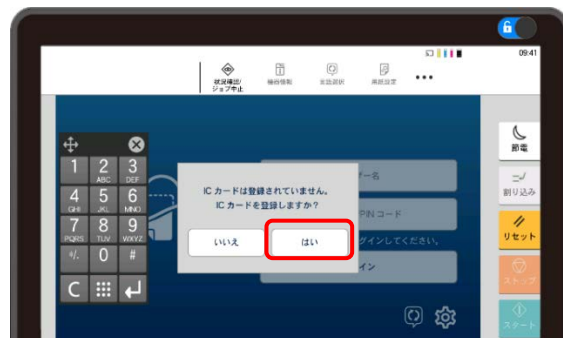 09:41
状況確認/
ジョブ中止
機器情報
言語選択
用紙設定
節電
割り込み
リセット
ストップ
スタート
1
2 ABC
3 DEF
4 GHI
5 JKL
6 MNO
7 PQRS
8 TUV
9 WXYZ
*/.
0
#
C
ICカードは登録されていません。
ICカードを登録しますか？
いいえ
はい
ー名
PINコード
グインしてください。
イン